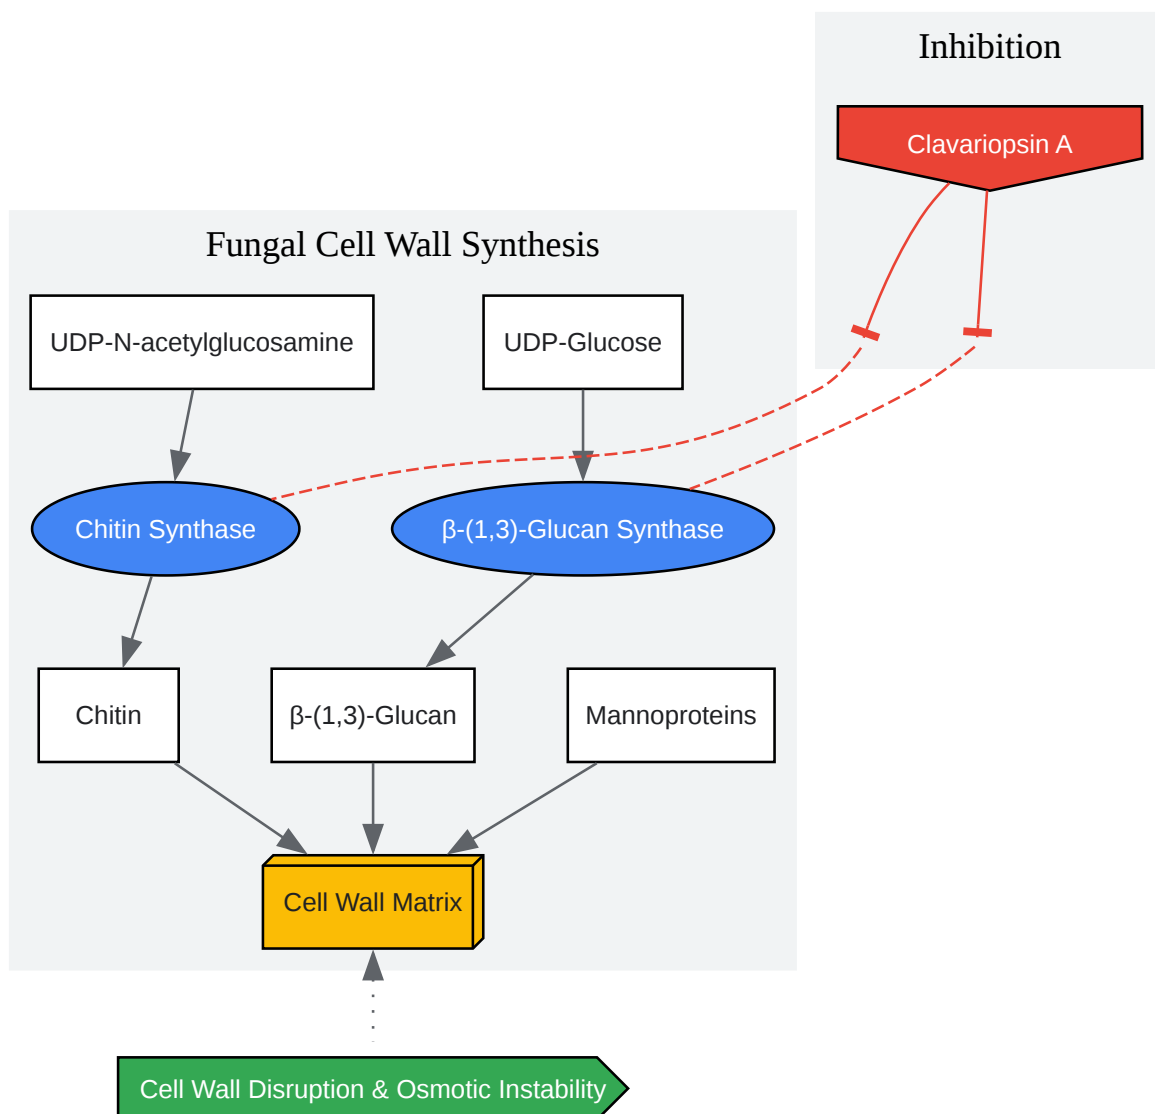 Inhibition
Clavariopsin A
Fungal Cell Wall Synthesis
UDP-N-acetylglucosamine
UDP-Glucose
Chitin Synthase
β-(1,3)-Glucan Synthase
Chitin
β-(1,3)-Glucan
Mannoproteins
Cell Wall Matrix
Cell Wall Disruption & Osmotic Instability